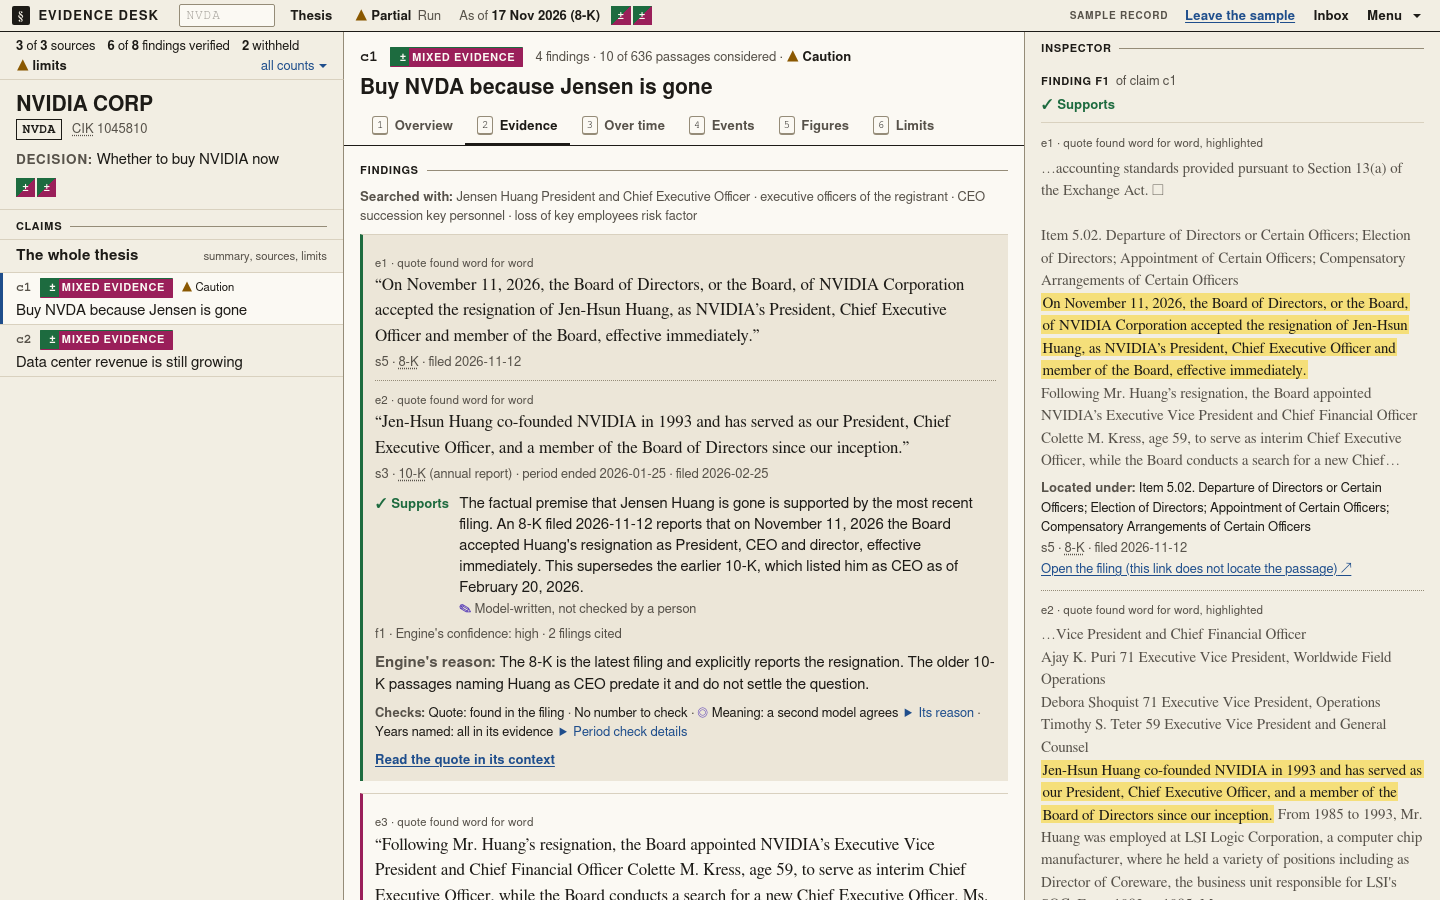 § EVIDENCE DESK NVDA Thesis ▲ Partial Run As of 17 Nov 2026 (8-K) ± ± SAMPLE RECORD Leave the sample Inbox Menu
3 of 3 sources 6 of 8 findings verified 2 withheld
▲ limits all counts
NVIDIA CORP
NVDA CIK 1045810
DECISION: Whether to buy NVIDIA now
± ±
CLAIMS
The whole thesis summary, sources, limits
c1 ± MIXED EVIDENCE ▲ Caution
Buy NVDA because Jensen is gone
c2 ± MIXED EVIDENCE
Data center revenue is still growing
c1 ± MIXED EVIDENCE 4 findings · 10 of 636 passages considered · ▲ Caution
Buy NVDA because Jensen is gone
1 Overview 2 Evidence 3 Over time 4 Events 5 Figures 6 Limits
FINDINGS
Searched with: Jensen Huang President and Chief Executive Officer · executive officers of the registrant · CEO
succession key personnel · loss of key employees risk factor
e1 · quote found word for word
“On November 11, 2026, the Board of Directors, or the Board, of NVIDIA Corporation
accepted the resignation of Jen-Hsun Huang, as NVIDIA’s President, Chief Executive
Officer and member of the Board, effective immediately.”
s5 · 8-K · filed 2026-11-12
e2 · quote found word for word
“Jen-Hsun Huang co-founded NVIDIA in 1993 and has served as our President, Chief
Executive Officer, and a member of the Board of Directors since our inception.”
s3 · 10-K (annual report) · period ended 2026-01-25 · filed 2026-02-25
✓ Supports The factual premise that Jensen Huang is gone is supported by the most recent
filing. An 8-K filed 2026-11-12 reports that on November 11, 2026 the Board
accepted Huang's resignation as President, CEO and director, effective
immediately. This supersedes the earlier 10-K, which listed him as CEO as of
February 20, 2026.
✎ Model-written, not checked by a person
f1 · Engine's confidence: high · 2 filings cited
Engine's reason: The 8-K is the latest filing and explicitly reports the resignation. The older 10-
K passages naming Huang as CEO predate it and do not settle the question.
Checks: Quote: found in the filing · No number to check · Meaning: a second model agrees ▶ Its reason ·
Years named: all in its evidence ▶ Period check details
Read the quote in its context
e3 · quote found word for word
“Following Mr. Huang’s resignation, the Board appointed NVIDIA’s Executive Vice
President and Chief Financial Officer Colette M. Kress, age 59, to serve as interim Chief
Executive Officer, while the Board conducts a search for a new Chief Executive Officer. Ms.
INSPECTOR
FINDING F1 of claim c1
✓ Supports
e1 · quote found word for word, highlighted
…accounting standards provided pursuant to Section 13(a) of
the Exchange Act. ☐
Item 5.02. Departure of Directors or Certain Officers; Election
of Directors; Appointment of Certain Officers; Compensatory
Arrangements of Certain Officers
On November 11, 2026, the Board of Directors, or the Board,
of NVIDIA Corporation accepted the resignation of Jen-Hsun
Huang, as NVIDIA’s President, Chief Executive Officer and
member of the Board, effective immediately.
Following Mr. Huang’s resignation, the Board appointed
NVIDIA’s Executive Vice President and Chief Financial Officer
Colette M. Kress, age 59, to serve as interim Chief Executive
Officer, while the Board conducts a search for a new Chief…
Located under: Item 5.02. Departure of Directors or Certain
Officers; Election of Directors; Appointment of Certain Officers;
Compensatory Arrangements of Certain Officers
s5 · 8-K · filed 2026-11-12
Open the filing (this link does not locate the passage) ↗
e2 · quote found word for word, highlighted
…Vice President and Chief Financial Officer
Ajay K. Puri 71 Executive Vice President, Worldwide Field
Operations
Debora Shoquist 71 Executive Vice President, Operations
Timothy S. Teter 59 Executive Vice President and General
Counsel
Jen-Hsun Huang co-founded NVIDIA in 1993 and has served as
our President, Chief Executive Officer, and a member of the
Board of Directors since our inception. From 1985 to 1993, Mr.
Huang was employed at LSI Logic Corporation, a computer chip
manufacturer, where he held a variety of positions including as
Director of Coreware, the business unit responsible for LSI's